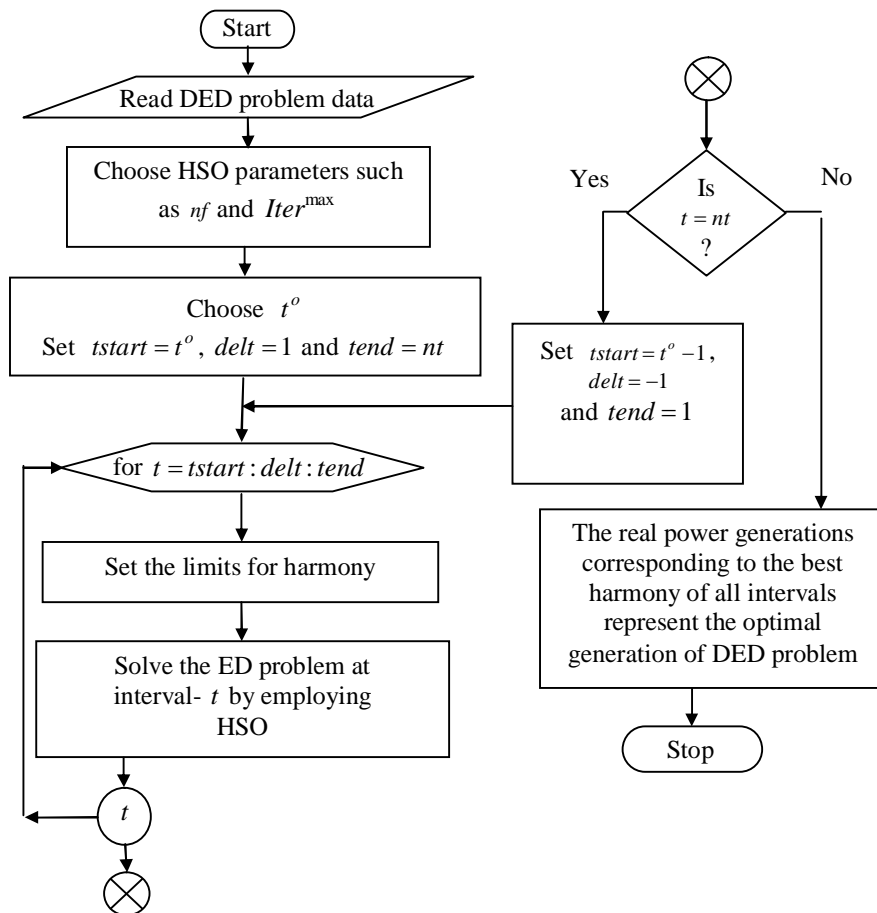 Start
Read DED problem data
Choose HSO parameters such
as nf and Iter^max
Choose t^o
Set tstart = t^o, delt = 1 and tend = nt
for t = tstart : delt : tend
Set the limits for harmony
Solve the ED problem at
interval- t by employing
HSO
t
Yes
Is
t = nt
?
No
Set tstart = t^o − 1,
delt = −1
and tend = 1
The real power generations
corresponding to the best
harmony of all intervals
represent the optimal
generation of DED problem
Stop